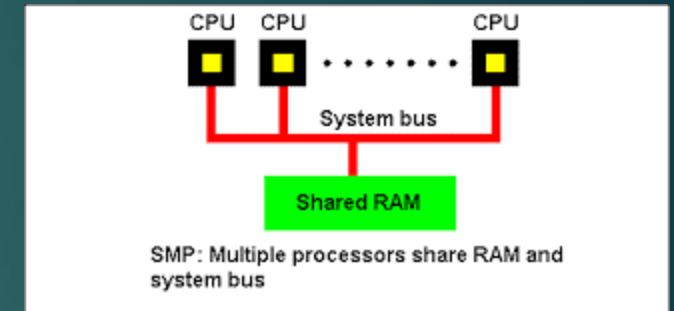 CPU CPU CPU
System bus
Shared RAM
SMP: Multiple processors share RAM and
system bus